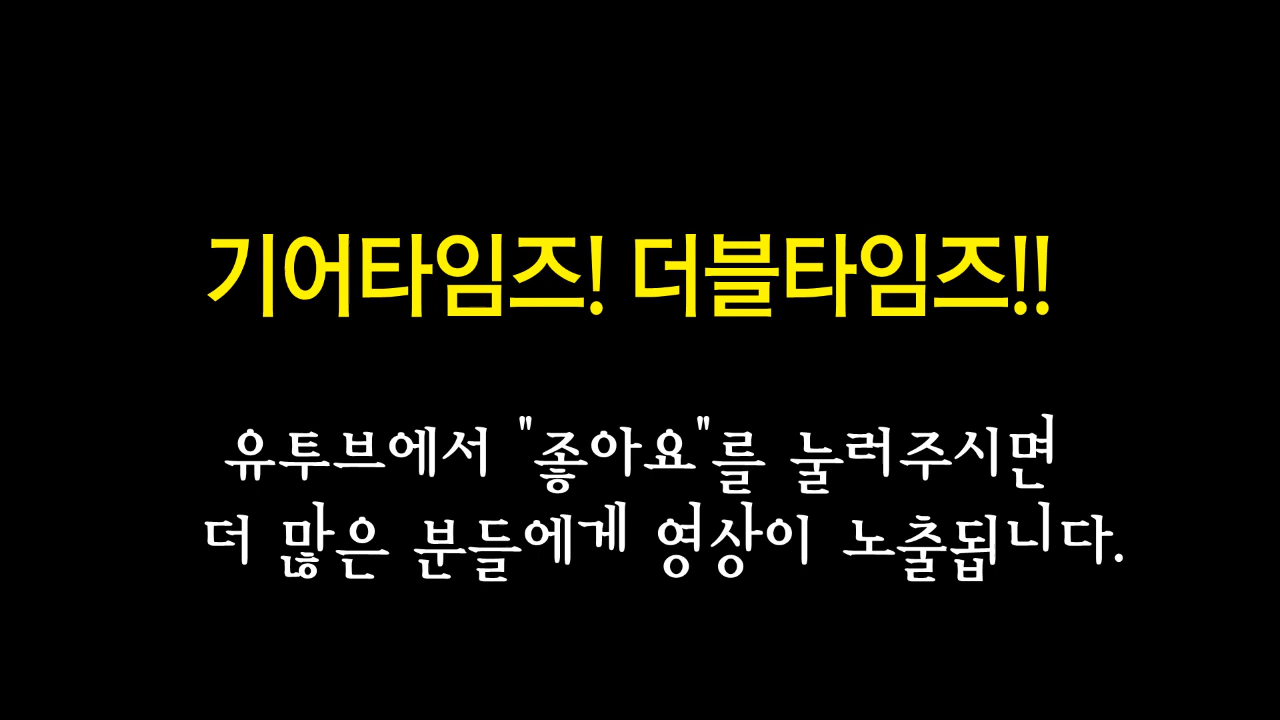 기어타임즈! 더블타임즈!!
유투브에서 "좋아요"를 눌러주시면
더 많은 분들에게 영상이 노출됩니다.